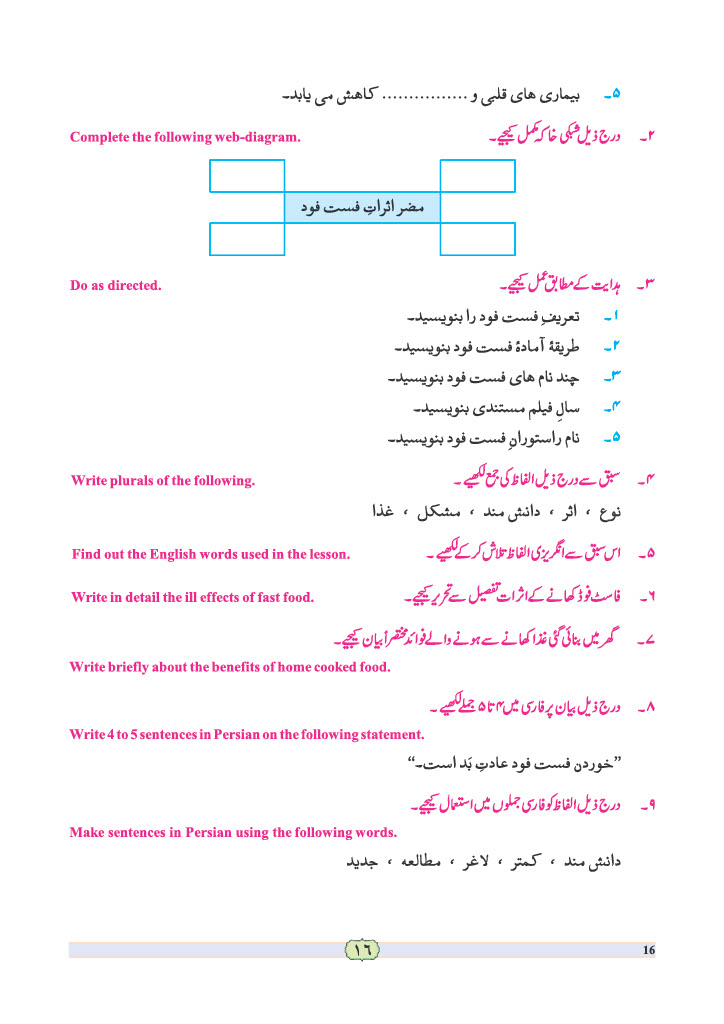 ۵۔ بیماری های قلبی و ................ کاهش می یابد۔
۲۔ درج ذیل شبکی خاکہ مکمل کیجیے۔ Complete the following web-diagram.
مضر اثراتِ فست فود
۳۔ ہدایت کے مطابق عمل کیجیے۔ Do as directed.
۱۔ تعریفِ فست فود را بنویسید۔
۲۔ طریقۂ آمادۂ فست فود بنویسید۔
۳۔ چند نام های فست فود بنویسید۔
۴۔ سالِ فیلم مستندی بنویسید۔
۵۔ نام راستورانِ فست فود بنویسید۔
۴۔ سبق سے درج ذیل الفاظ کی جمع لکھیے۔ Write plurals of the following.
نوع ، اثر ، دانش مند ، مشکل ، غذا
۵۔ اس سبق سے انگریزی الفاظ تلاش کرکے لکھیے۔ Find out the English words used in the lesson.
۶۔ فاسٹ فوڈ کھانے کے اثرات تفصیل سے تحریر کیجیے۔ Write in detail the ill effects of fast food.
۷۔ گھر میں بنائی گئی غذا کھانے سے ہونے والے فوائد مختصراً بیان کیجیے۔
Write briefly about the benefits of home cooked food.
۸۔ درج ذیل بیان پر فارسی میں ۴ تا ۵ جملے لکھیے۔
Write 4 to 5 sentences in Persian on the following statement.
”خوردن فست فود عادتِ بَد است۔“
۹۔ درج ذیل الفاظ کو فارسی جملوں میں استعمال کیجیے۔
Make sentences in Persian using the following words.
دانش مند ، کمتر ، لاغر ، مطالعه ، جدید
۱۶
16